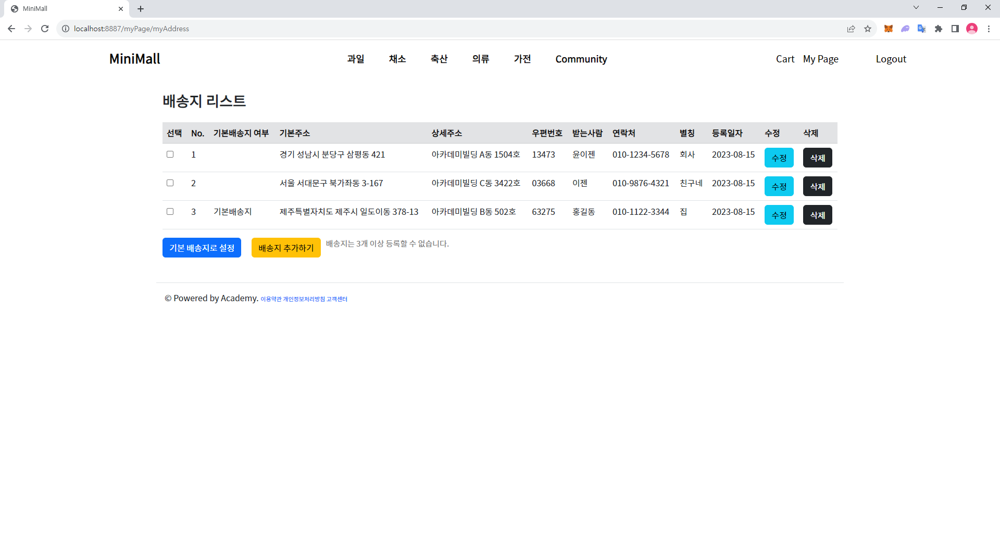 MiniMall
localhost:8887/myPage/myAddress
MiniMall 과일 채소 축산 의류 가전 Community Cart My Page Logout
배송지 리스트
선택 No. 기본배송지 여부 기본주소 상세주소 우편번호 받는사람 연락처 별칭 등록일자 수정 삭제
1 경기 성남시 분당구 삼평동 421 아카데미빌딩 A동 1504호 13473 윤이젠 010-1234-5678 회사 2023-08-15 수정 삭제
2 서울 서대문구 북가좌동 3-167 아카데미빌딩 C동 3422호 03668 이젠 010-9876-4321 친구네 2023-08-15 수정 삭제
3 기본배송지 제주특별자치도 제주시 일도이동 378-13 아카데미빌딩 B동 502호 63275 홍길동 010-1122-3344 집 2023-08-15 수정 삭제
기본 배송지로 설정 배송지 추가하기 배송지는 3개 이상 등록할 수 없습니다.
© Powered by Academy. 이용약관 개인정보처리방침 고객센터